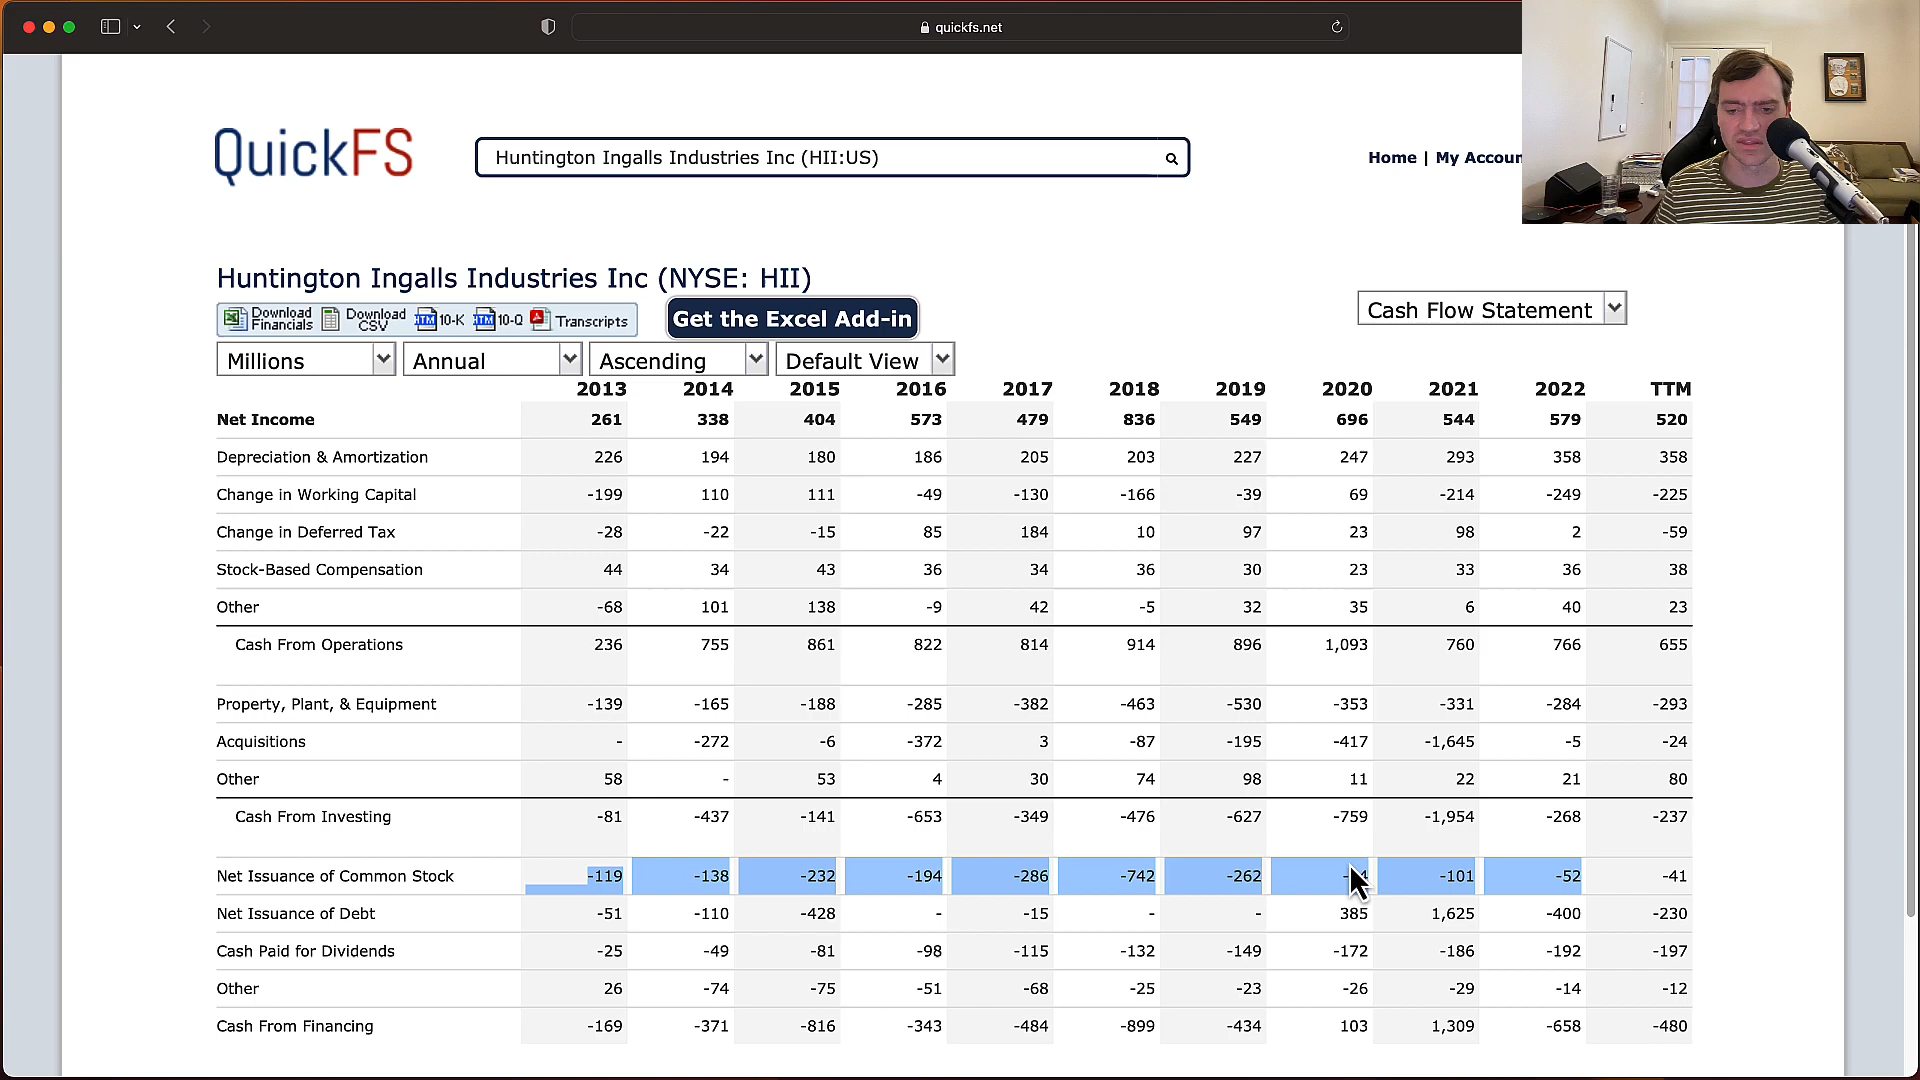 quickfs.net
QuickFS
Huntington Ingalls Industries Inc (HII:US)
Home | My Accoun
Huntington Ingalls Industries Inc (NYSE: HII)
Download Financials Download CSV 10-K 10-Q Transcripts
Get the Excel Add-in
Cash Flow Statement
Millions Annual Ascending Default View
2013 2014 2015 2016 2017 2018 2019 2020 2021 2022 TTM
Net Income 261 338 404 573 479 836 549 696 544 579 520
Depreciation & Amortization 226 194 180 186 205 203 227 247 293 358 358
Change in Working Capital -199 110 111 -49 -130 -166 -39 69 -214 -249 -225
Change in Deferred Tax -28 -22 -15 85 184 10 97 23 98 2 -59
Stock-Based Compensation 44 34 43 36 34 36 30 23 33 36 38
Other -68 101 138 -9 42 -5 32 35 6 40 23
Cash From Operations 236 755 861 822 814 914 896 1,093 760 766 655
Property, Plant, & Equipment -139 -165 -188 -285 -382 -463 -530 -353 -331 -284 -293
Acquisitions - -272 -6 -372 3 -87 -195 -417 -1,645 -5 -24
Other 58 - 53 4 30 74 98 11 22 21 80
Cash From Investing -81 -437 -141 -653 -349 -476 -627 -759 -1,954 -268 -237
Net Issuance of Common Stock -119 -138 -232 -194 -286 -742 -262 -101 -52 -41
Net Issuance of Debt -51 -110 -428 - -15 - - 385 1,625 -400 -230
Cash Paid for Dividends -25 -49 -81 -98 -115 -132 -149 -172 -186 -192 -197
Other 26 -74 -75 -51 -68 -25 -23 -26 -29 -14 -12
Cash From Financing -169 -371 -816 -343 -484 -899 -434 103 1,309 -658 -480